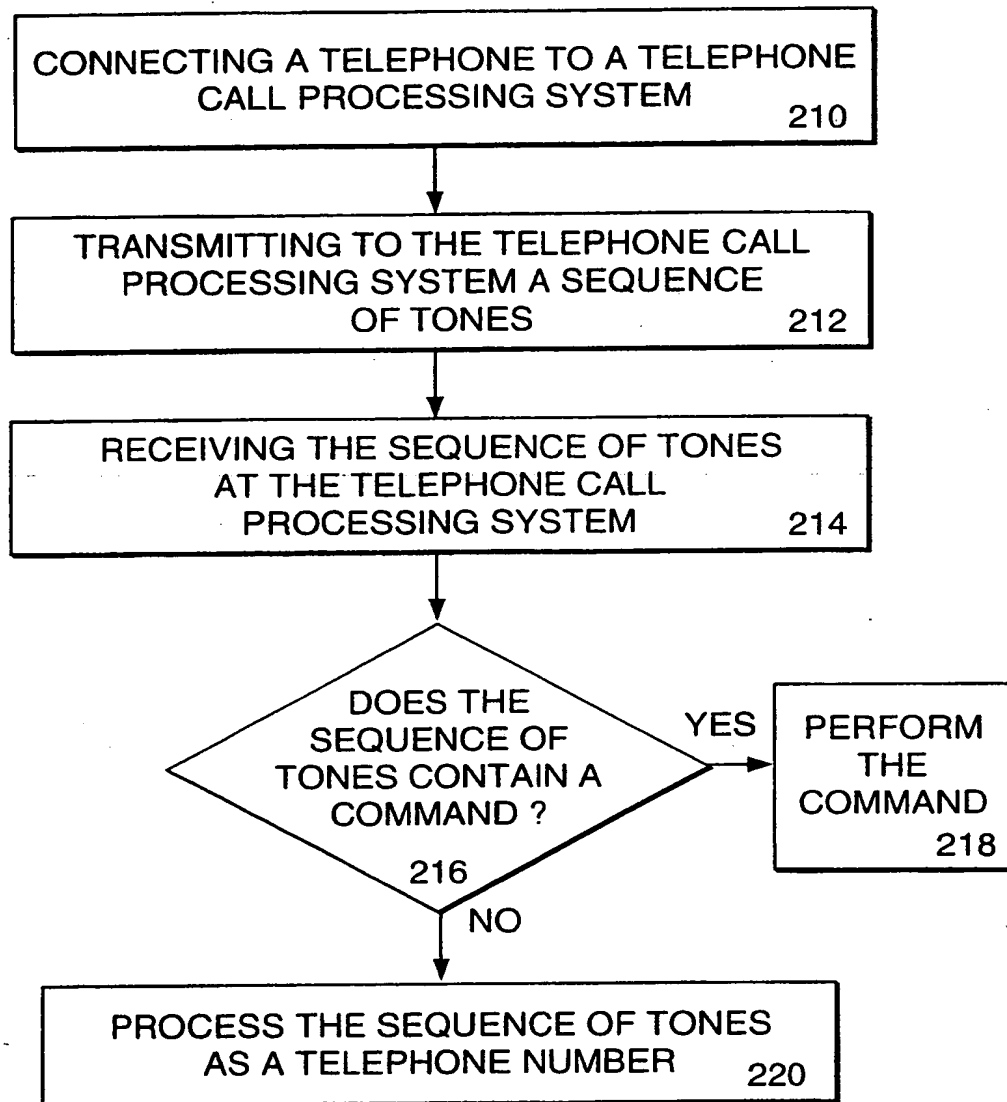 CONNECTING A TELEPHONE TO A TELEPHONE
CALL PROCESSING SYSTEM
210
TRANSMITTING TO THE TELEPHONE CALL
PROCESSING SYSTEM A SEQUENCE
OF TONES
212
RECEIVING THE SEQUENCE OF TONES
AT THE TELEPHONE CALL
PROCESSING SYSTEM
214
DOES THE
SEQUENCE OF
TONES CONTAIN A
COMMAND ?
216
YES
PERFORM
THE
COMMAND
218
NO
PROCESS THE SEQUENCE OF TONES
AS A TELEPHONE NUMBER
220